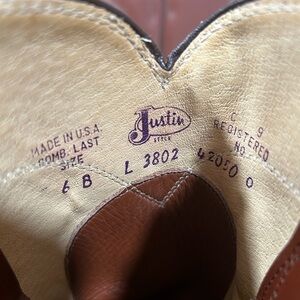 Justin
STYLE
MADE IN U.S.A.
COMB. LAST
SIZE
6 B L 3802 42050 0
C 9
REGISTERED
NO.